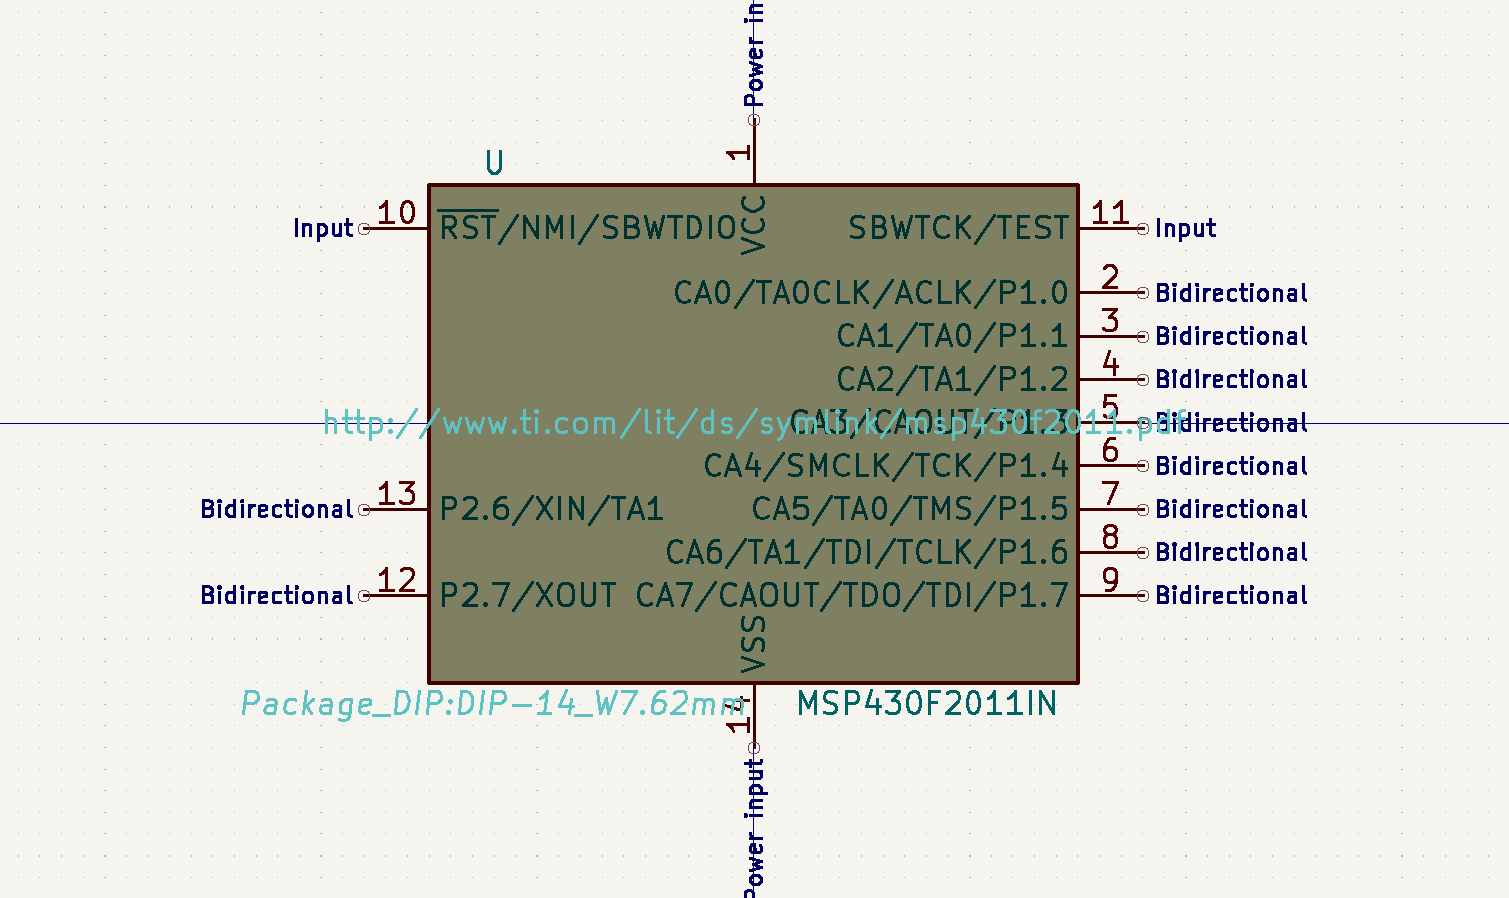 Power in
1
U
VCC
Input 10 RST/NMI/SBWTDIO SBWTCK/TEST 11 Input
CA0/TA0CLK/ACLK/P1.0 2 Bidirectional
CA1/TA0/P1.1 3 Bidirectional
CA2/TA1/P1.2 4 Bidirectional
CA3/CAOUT/P1.3 5 Bidirectional
http://www.ti.com/lit/ds/symlink/msp430f2011.pdf
CA4/SMCLK/TCK/P1.4 6 Bidirectional
Bidirectional 13 P2.6/XIN/TA1 CA5/TA0/TMS/P1.5 7 Bidirectional
CA6/TA1/TDI/TCLK/P1.6 8 Bidirectional
Bidirectional 12 P2.7/XOUT CA7/CAOUT/TDO/TDI/P1.7 9 Bidirectional
VSS
Package_DIP:DIP-14_W7.62mm MSP430F2011IN
14
Power input